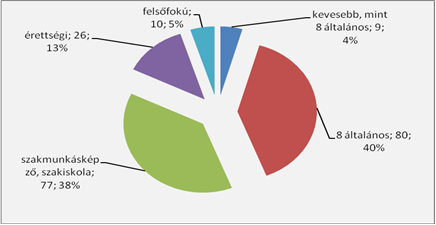 felsőfokú;
10; 5%
kevesebb, mint
8 általános; 9;
4%
érettségi; 26;
13%
8 általános; 80;
40%
szakmunkáskép
ző, szakiskola;
77; 38%